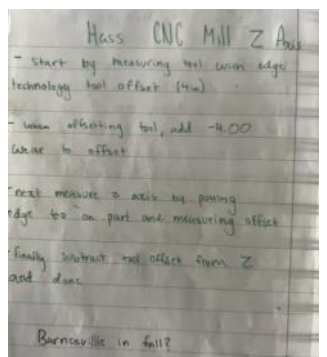 Hass CNC Mill Z Axis
- start by measuring tool with edge
technology tool offset (4in)
- when offsetting tool, add -4.00
wear to offset
- next measure z axis by putting
edge to on part and measuring offset
- finally subtract tool offset from Z
and done
Barnesville in fall?